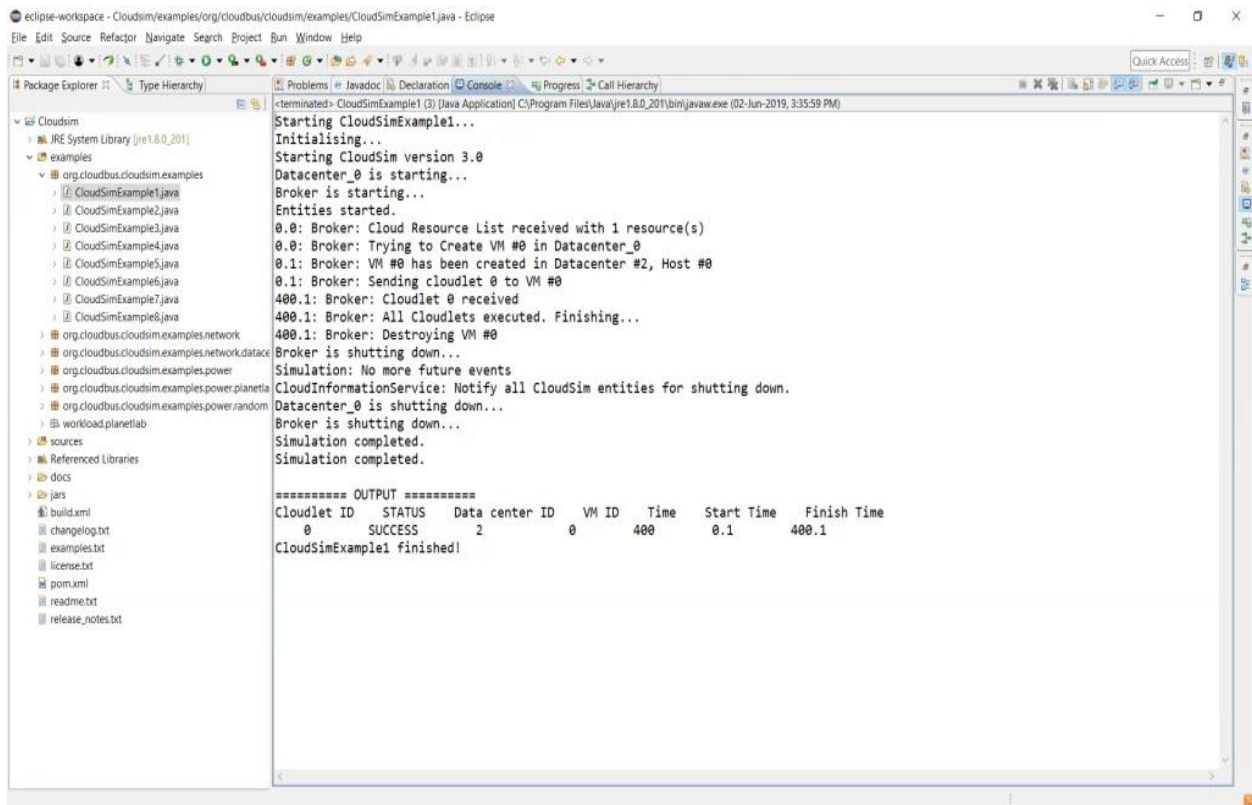 eclipse-workspace - Cloudsim/examples/org/cloudbus/cloudsim/examples/CloudSimExample1.java - Eclipse
File Edit Source Refactor Navigate Search Project Run Window Help
Quick Access
Package Explorer Type Hierarchy
Cloudsim
JRE System Library [jre1.8.0_201]
examples
org.cloudbus.cloudsim.examples
CloudSimExample1.java
CloudSimExample2.java
CloudSimExample3.java
CloudSimExample4.java
CloudSimExample5.java
CloudSimExample6.java
CloudSimExample7.java
CloudSimExample8.java
org.cloudbus.cloudsim.examples.network
org.cloudbus.cloudsim.examples.network.datace
org.cloudbus.cloudsim.examples.power
org.cloudbus.cloudsim.examples.power.planetla
org.cloudbus.cloudsim.examples.power.random
workload.planetlab
sources
Referenced Libraries
docs
jars
build.xml
changelog.txt
examples.txt
license.txt
pom.xml
readme.txt
release_notes.txt
Problems Javadoc Declaration Console Progress Call Hierarchy
<terminated> CloudSimExample1 (3) [Java Application] C:\Program Files\Java\jre1.8.0_201\bin\javaw.exe (02-Jun-2019, 3:35:59 PM)
Starting CloudSimExample1...
Initialising...
Starting CloudSim version 3.0
Datacenter_0 is starting...
Broker is starting...
Entities started.
0.0: Broker: Cloud Resource List received with 1 resource(s)
0.0: Broker: Trying to Create VM #0 in Datacenter_0
0.1: Broker: VM #0 has been created in Datacenter #2, Host #0
0.1: Broker: Sending cloudlet 0 to VM #0
400.1: Broker: Cloudlet 0 received
400.1: Broker: All Cloudlets executed. Finishing...
400.1: Broker: Destroying VM #0
Broker is shutting down...
Simulation: No more future events
CloudInformationService: Notify all CloudSim entities for shutting down.
Datacenter_0 is shutting down...
Broker is shutting down...
Simulation completed.
Simulation completed.
========== OUTPUT ==========
Cloudlet ID STATUS Data center ID VM ID Time Start Time Finish Time
0 SUCCESS 2 0 400 0.1 400.1
CloudSimExample1 finished!